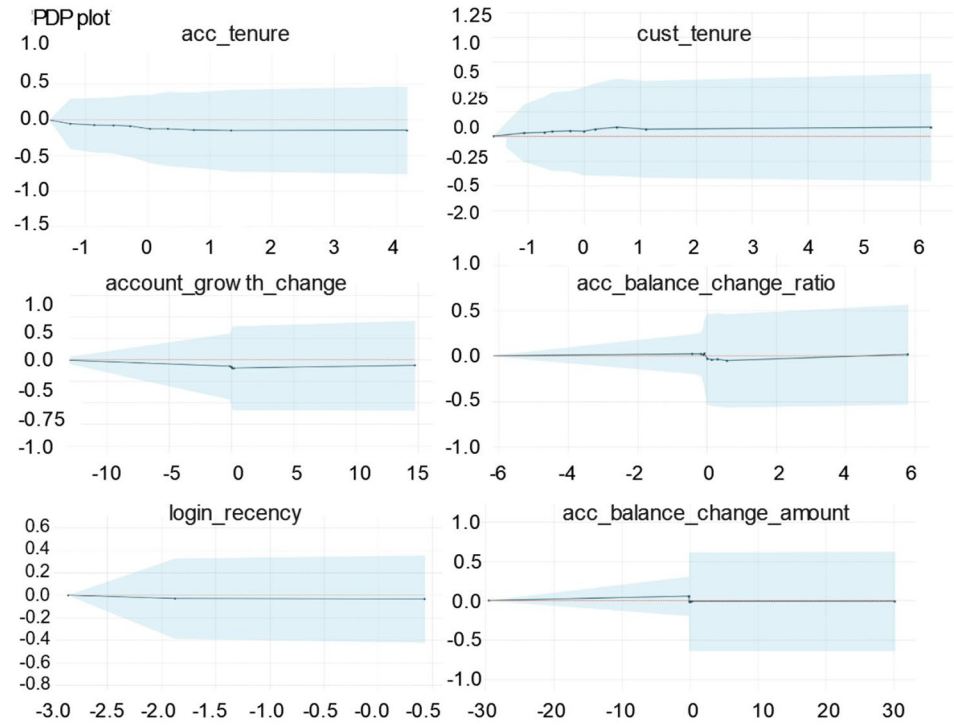 PDP plot
acc_tenure
1.0
0.5
0.0
-0.5
-1.0
-1.5
-1 0 1 2 3 4
cust_tenure
1.25
1.0
0.5
0.25
0.0
-0.25
-0.5
-2.0
-1 0 1 2 3 4 5 6
account_grow th_change
1.0
0.5
0.0
-0.5
-0.75
-1.0
-10 -5 0 5 10 15
acc_balance_change_ratio
1.0
0.5
0.0
-0.5
-1.0
-6 -4 -2 0 2 4 6
login_recency
0.6
0.4
0.2
0.0
-0.2
-0.4
-0.6
-0.8
-3.0 -2.5 -2.0 -1.5 -1.0 -0.5 -0.0 -0.5
acc_balance_change_amount
1.0
0.5
0.0
-0.5
-1.0
-30 -20 -10 0 10 20 30